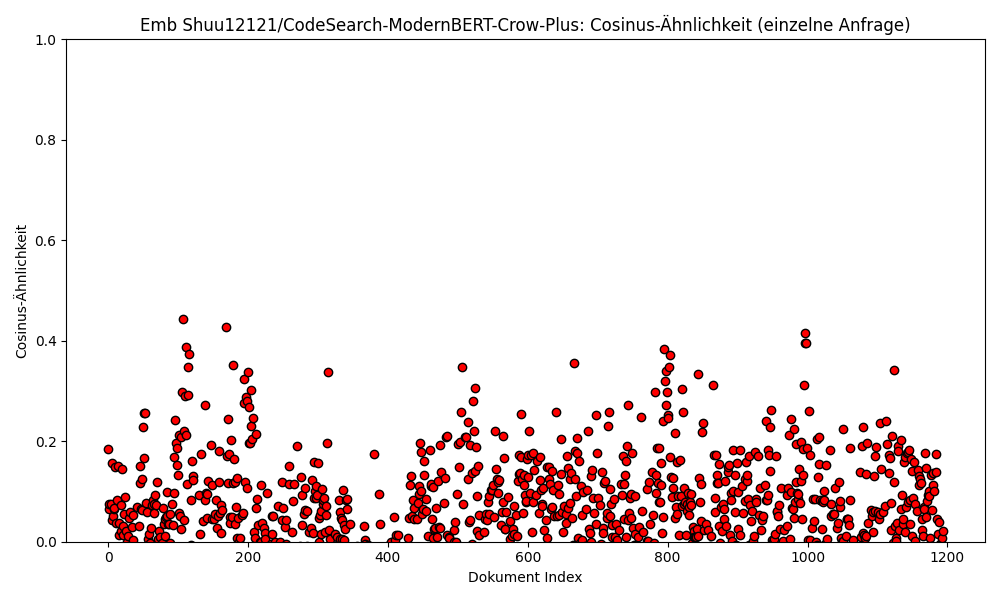 Emb Shuu12121/CodeSearch-ModernBERT-Crow-Plus: Cosinus-Ähnlichkeit (einzelne Anfrage)
1.0
0.8
0.6
0.4
0.2
0.0
Cosinus-Ähnlichkeit
0 200 400 600 800 1000 1200
Dokument Index